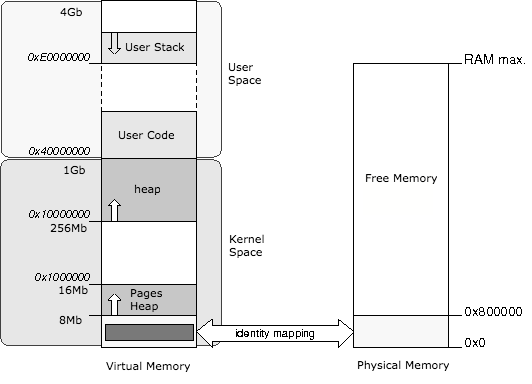 4Gb
User Stack
0xE0000000
User
Space
User Code
0x40000000
1Gb
heap
0x10000000
256Mb
Kernel
Space
0x1000000
16Mb
Pages
Heap
8Mb
identity mapping
Virtual Memory
RAM max.
Free Memory
0x800000
0x0
Physical Memory